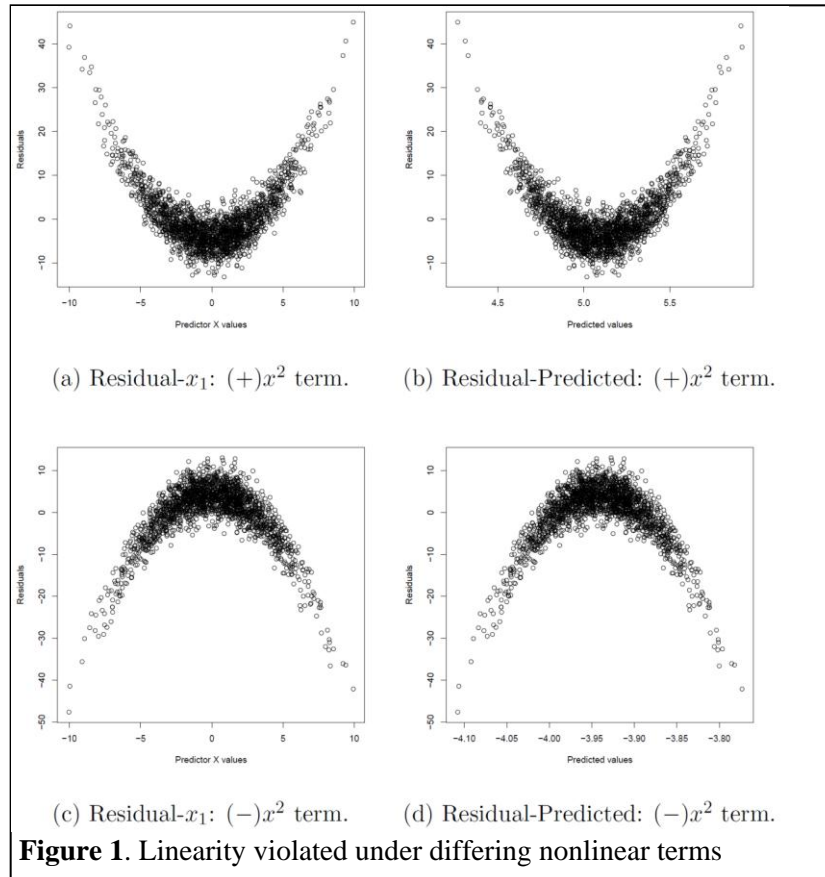 40
30
20
10
0
−10
Residuals
−10 −5 0 5 10
Predictor X values
40
30
20
10
0
−10
Residuals
4.5 5.0 5.5
Predicted values
(a) Residual-x₁: (+)x² term.
(b) Residual-Predicted: (+)x² term.
10
0
−10
−20
−30
−40
−50
Residuals
−10 −5 0 5 10
Predictor X values
10
0
−10
−20
−30
−40
−50
Residuals
−4.10 −4.05 −4.00 −3.95 −3.90 −3.85 −3.80
Predicted values
(c) Residual-x₁: (−)x² term.
(d) Residual-Predicted: (−)x² term.
Figure 1. Linearity violated under differing nonlinear terms